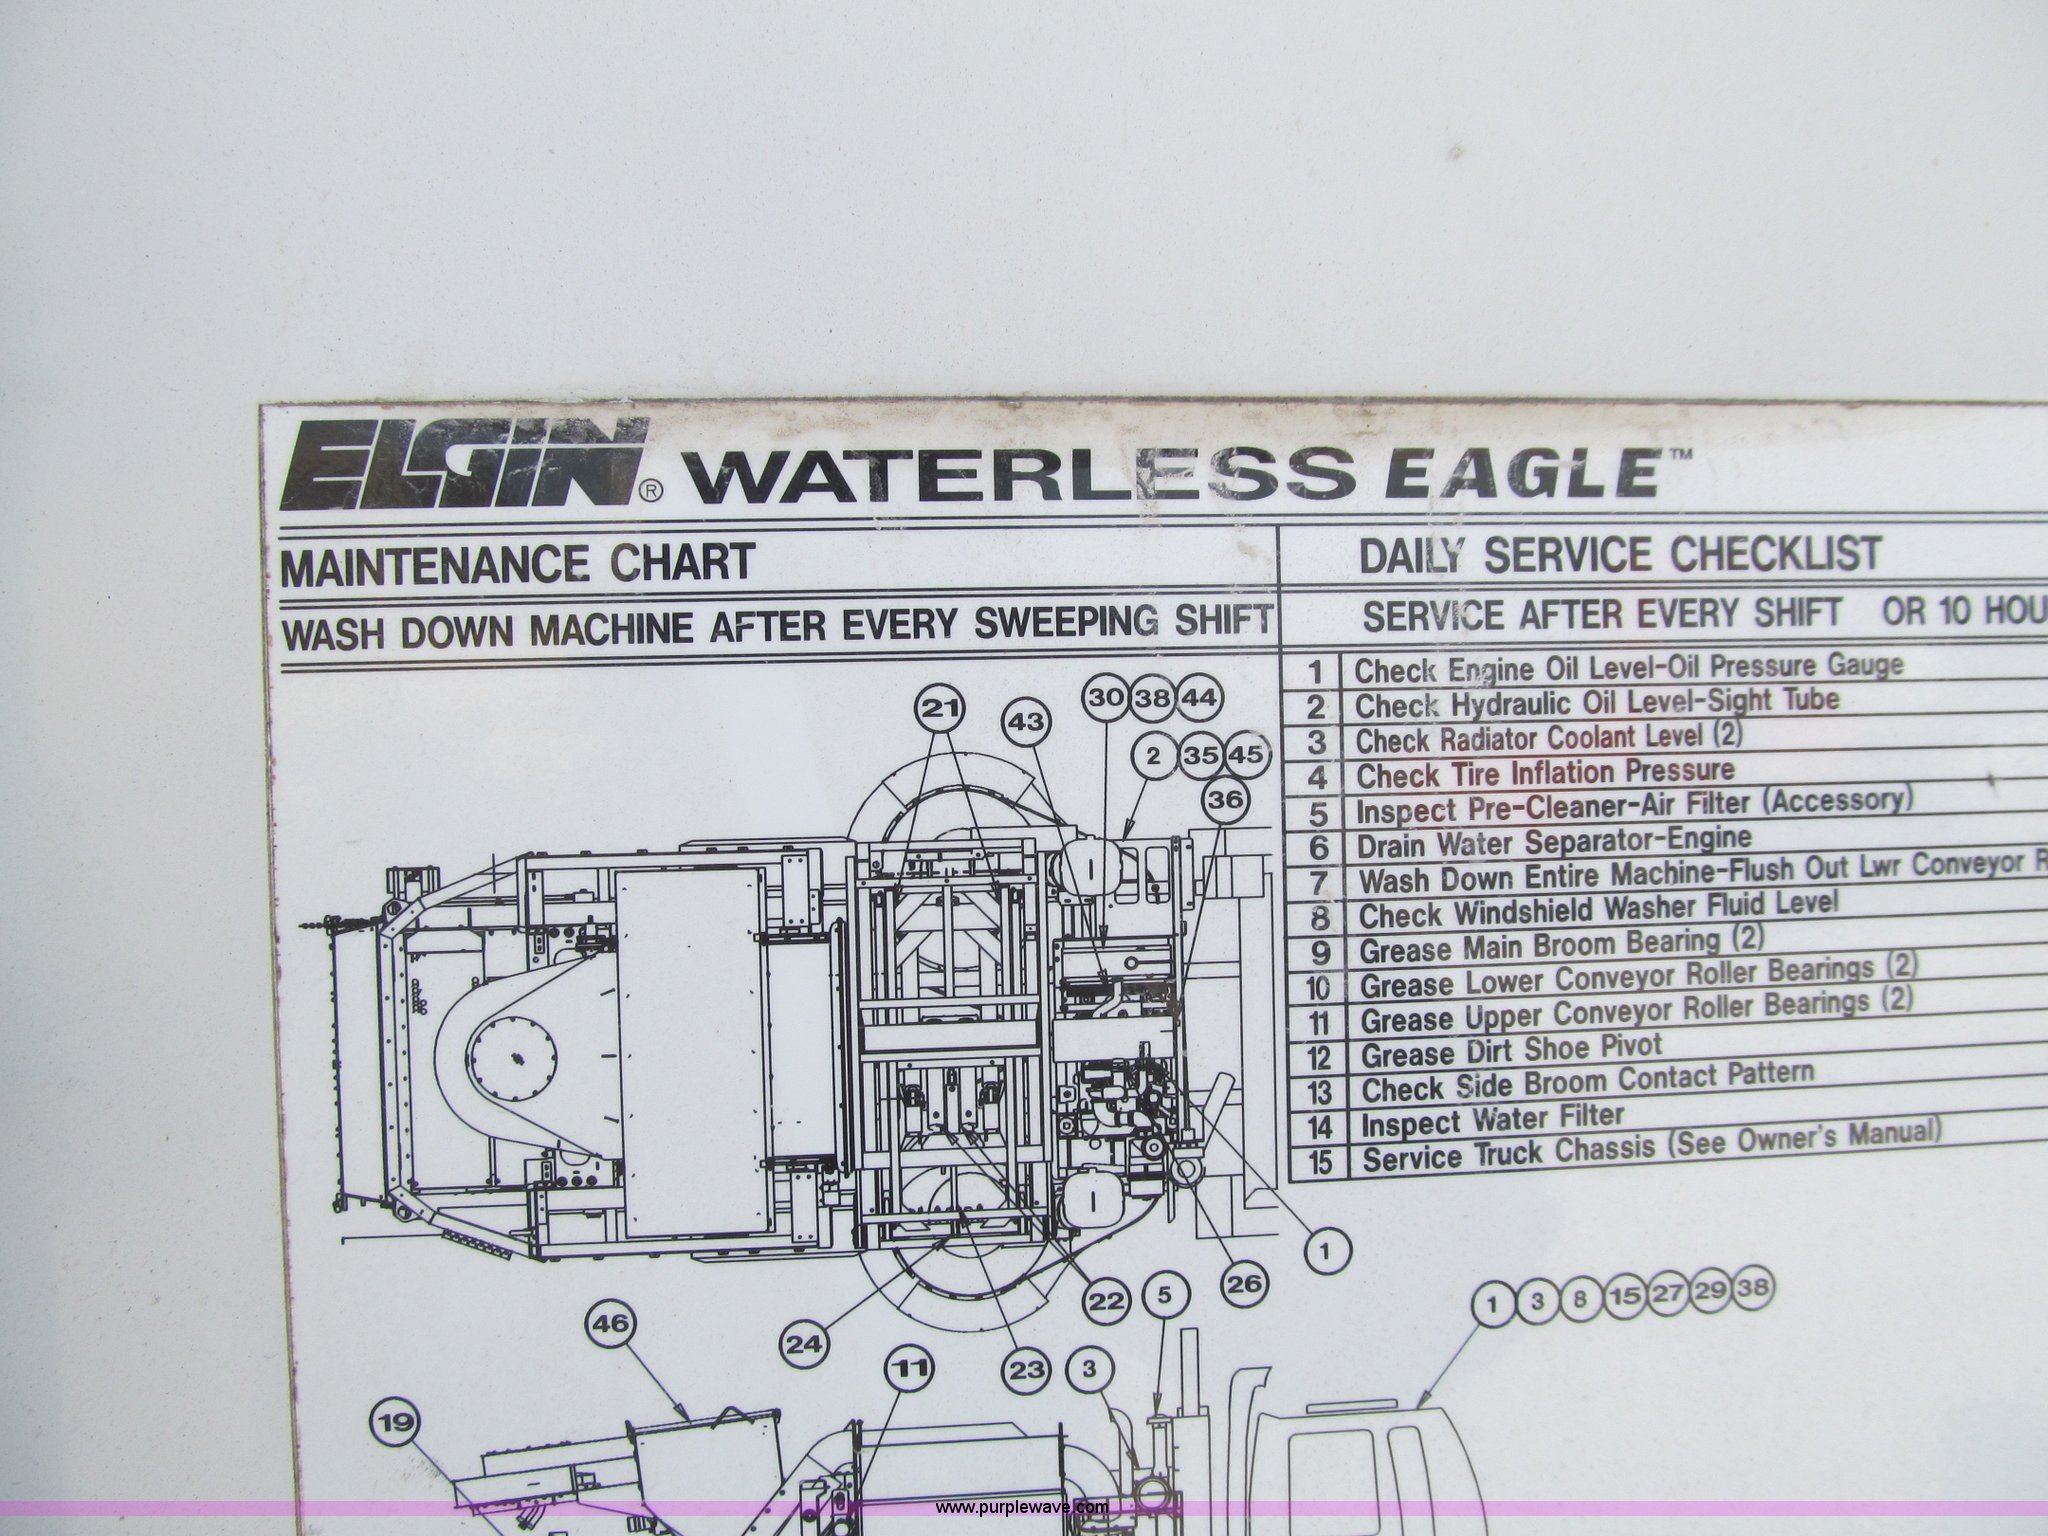 ELGIN® WATERLESS EAGLE™
MAINTENANCE CHART
WASH DOWN MACHINE AFTER EVERY SWEEPING SHIFT
DAILY SERVICE CHECKLIST
SERVICE AFTER EVERY SHIFT OR 10 HOU
1 Check Engine Oil Level-Oil Pressure Gauge
2 Check Hydraulic Oil Level-Sight Tube
3 Check Radiator Coolant Level (2)
4 Check Tire Inflation Pressure
5 Inspect Pre-Cleaner-Air Filter (Accessory)
6 Drain Water Separator-Engine
7 Wash Down Entire Machine-Flush Out Lwr Conveyor R
8 Check Windshield Washer Fluid Level
9 Grease Main Broom Bearing (2)
10 Grease Lower Conveyor Roller Bearings (2)
11 Grease Upper Conveyor Roller Bearings (2)
12 Grease Dirt Shoe Pivot
13 Check Side Broom Contact Pattern
14 Inspect Water Filter
15 Service Truck Chassis (See Owner's Manual)
21 43 30 38 44
2 35 45
36
1
26
22 5
24 23
46
11 3
1 3 8 15 27 29 38
19
www.purplewave.com